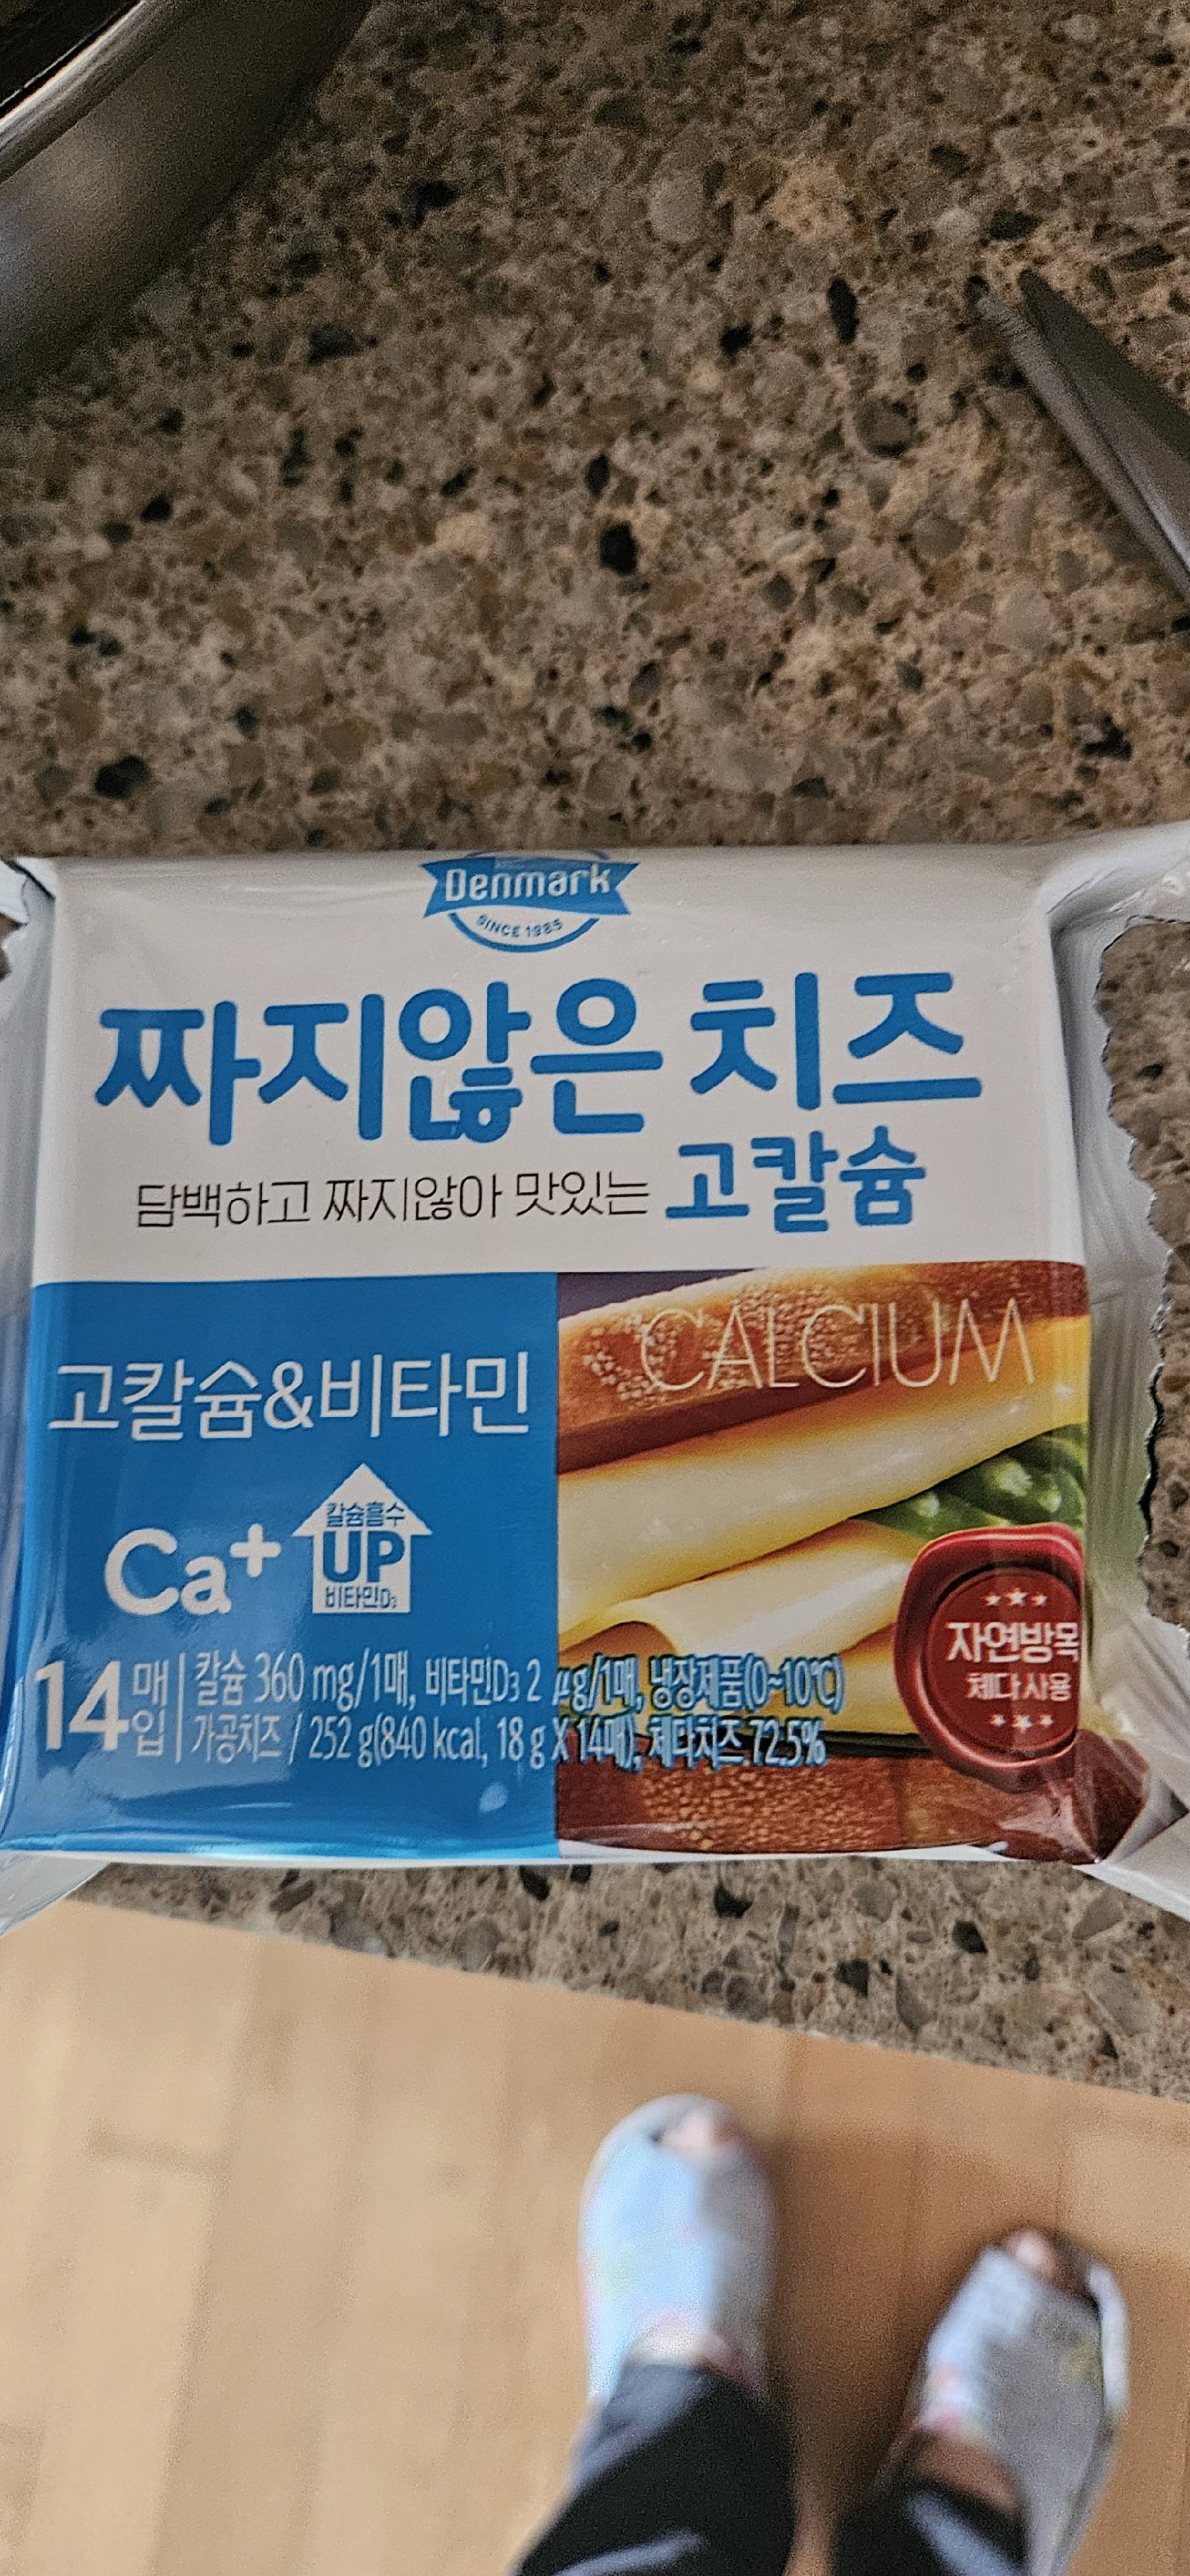 Denmark
SINCE 1985
짜지않은 치즈
담백하고 짜지않아 맛있는 고칼슘
CALCIUM
고칼슘&비타민
Ca+
칼슘흡수
UP
비타민D₃
14매입
칼슘 360 mg/1매, 비타민D₃ 2 μg/1매, 냉장제품(0~10℃)
가공치즈 / 252 g(840 kcal, 18 g X 14매), 체다치즈 72.5%
자연방목
체다사용